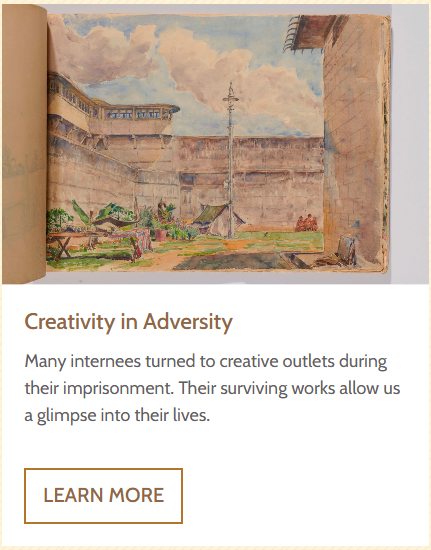 Creativity in Adversity
Many internees turned to creative outlets during
their imprisonment. Their surviving works allow us
a glimpse into their lives.
LEARN MORE